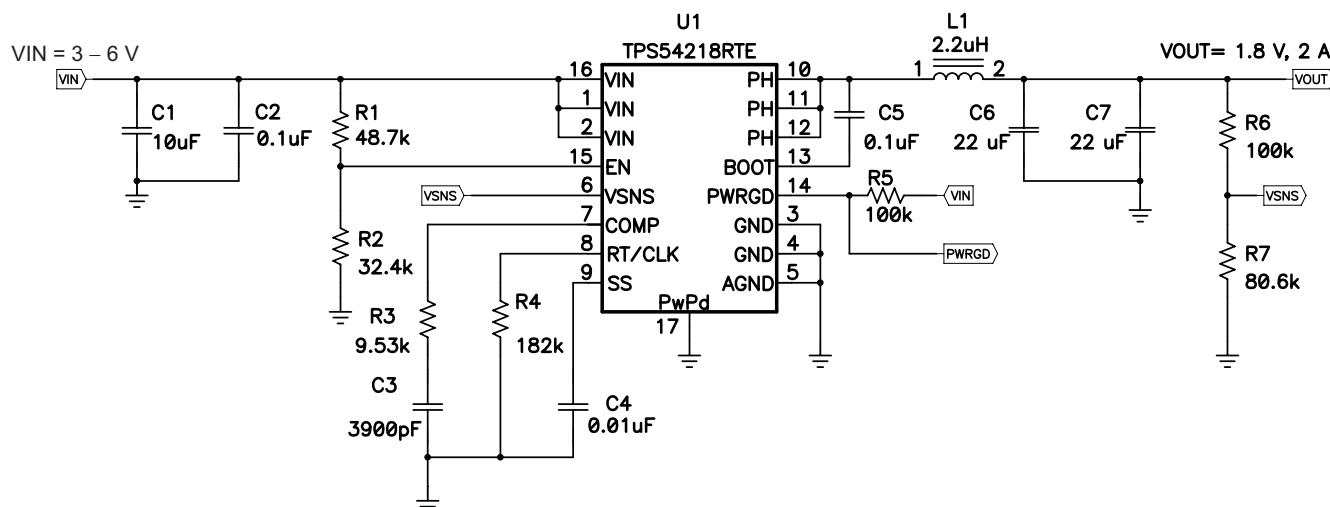 U1
TPS54218RTE
L1
2.2uH
VIN = 3 – 6 V
VOUT= 1.8 V, 2 A
VIN
VOUT
C1
10uF
C2
0.1uF
R1
48.7k
16 VIN
1 VIN
2 VIN
15 EN
6 VSNS
7 COMP
8 RT/CLK
9 SS
PH 10
PH 11
PH 12
BOOT 13
PWRGD 14
GND 3
GND 4
AGND 5
PwPd
17
1
2
C5
0.1uF
C6
22 uF
C7
22 uF
R6
100k
VSNS
R5
100k
VIN
VSNS
PWRGD
R2
32.4k
R7
80.6k
R3
9.53k
R4
182k
C3
3900pF
C4
0.01uF